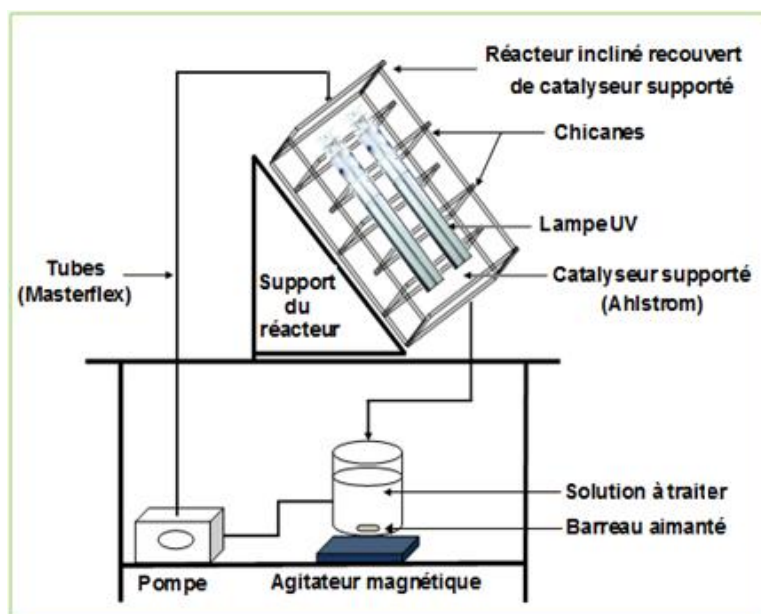 Réacteur incliné recouvert
de catalyseur supporté
Chicanes
Lampe UV
Tubes
(Masterflex)
Support
du
réacteur
Catalyseur supporté
(Ahlstrom)
Solution à traiter
Barreau aimanté
Pompe
Agitateur magnétique